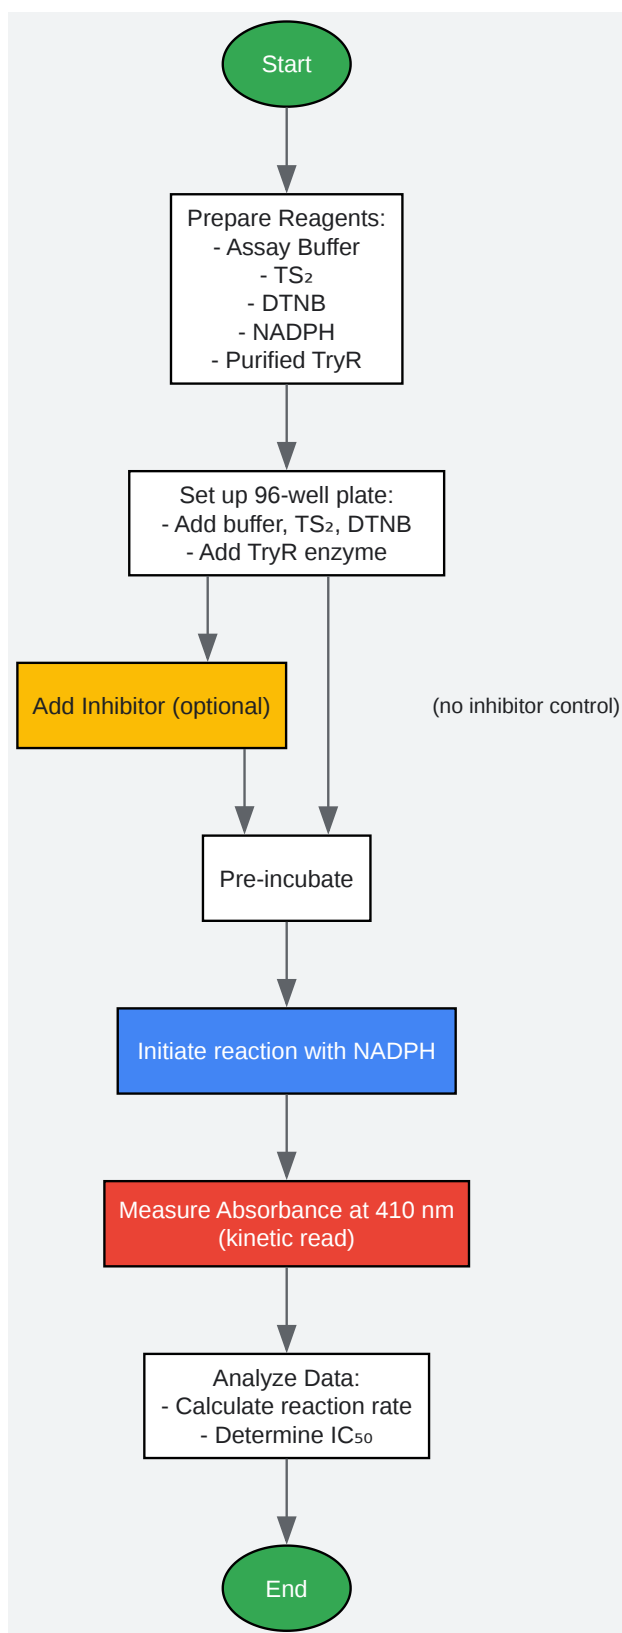 Start
Prepare Reagents:
- Assay Buffer
- TS₂
- DTNB
- NADPH
- Purified TryR
Set up 96-well plate:
- Add buffer, TS₂, DTNB
- Add TryR enzyme
Add Inhibitor (optional)
(no inhibitor control)
Pre-incubate
Initiate reaction with NADPH
Measure Absorbance at 410 nm
(kinetic read)
Analyze Data:
- Calculate reaction rate
- Determine IC₅₀
End